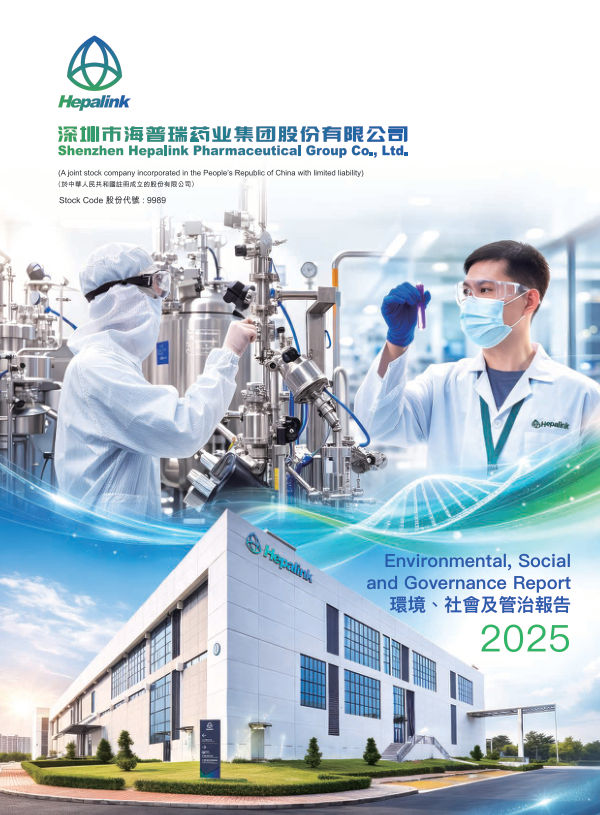 Hepalink
深圳市海普瑞药业集团股份有限公司
Shenzhen Hepalink Pharmaceutical Group Co., Ltd.
(A joint stock company incorporated in the People's Republic of China with limited liability)
(於中華人民共和國註冊成立的股份有限公司)
Stock Code 股份代號 : 9989
Hepalink
Hepalink
Environmental, Social
and Governance Report
環境、社會及管治報告
2025